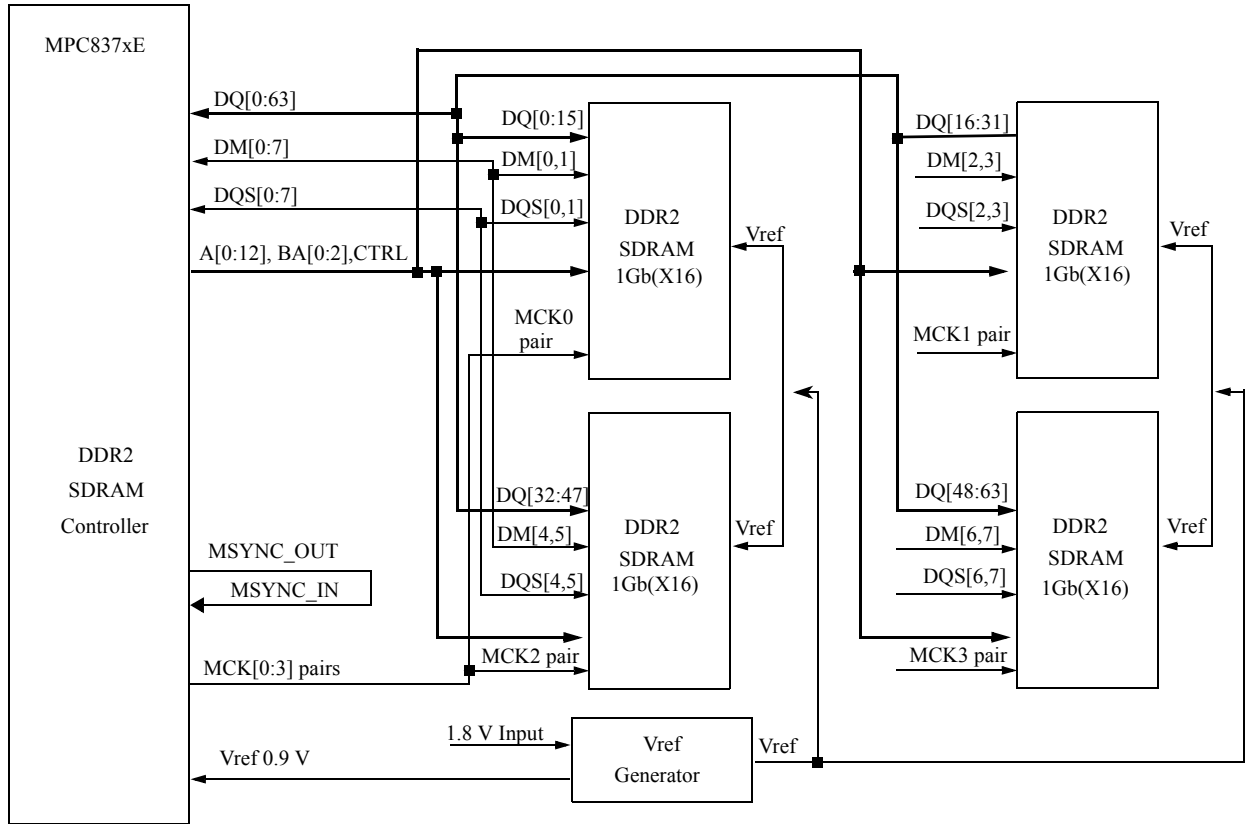 MPC837xE
DQ[0:63]
DM[0:7]
DQS[0:7]
A[0:12], BA[0:2],CTRL
DDR2
SDRAM
Controller
MSYNC_OUT
MSYNC_IN
MCK[0:3] pairs
Vref 0.9 V
DQ[0:15]
DM[0,1]
DQS[0,1]
MCK0
pair
DDR2
SDRAM
1Gb(X16)
Vref
DQ[16:31]
DM[2,3]
DQS[2,3]
MCK1 pair
DDR2
SDRAM
1Gb(X16)
Vref
DQ[32:47]
DM[4,5]
DQS[4,5]
MCK2 pair
DDR2
SDRAM
1Gb(X16)
Vref
DQ[48:63]
DM[6,7]
DQS[6,7]
MCK3 pair
DDR2
SDRAM
1Gb(X16)
Vref
1.8 V Input
Vref
Generator
Vref